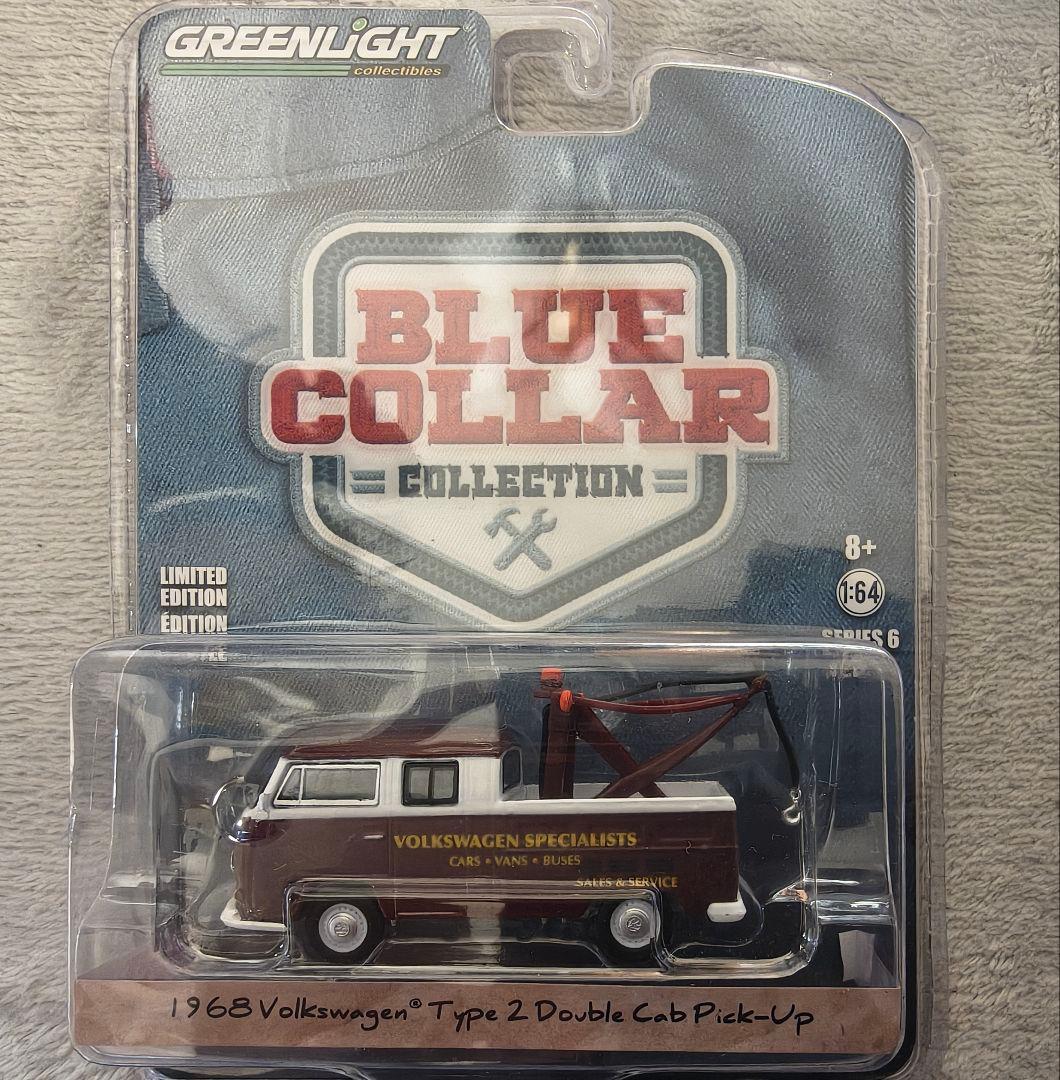 GREENLIGHT
collectibles
BLUE
COLLAR
COLLECTION
8+
1:64
SERIES 6
LIMITED
EDITION
ÉDITION
VOLKSWAGEN SPECIALISTS
CARS • VANS • BUSES
SALES & SERVICE
1968 Volkswagen® Type 2 Double Cab Pick-Up